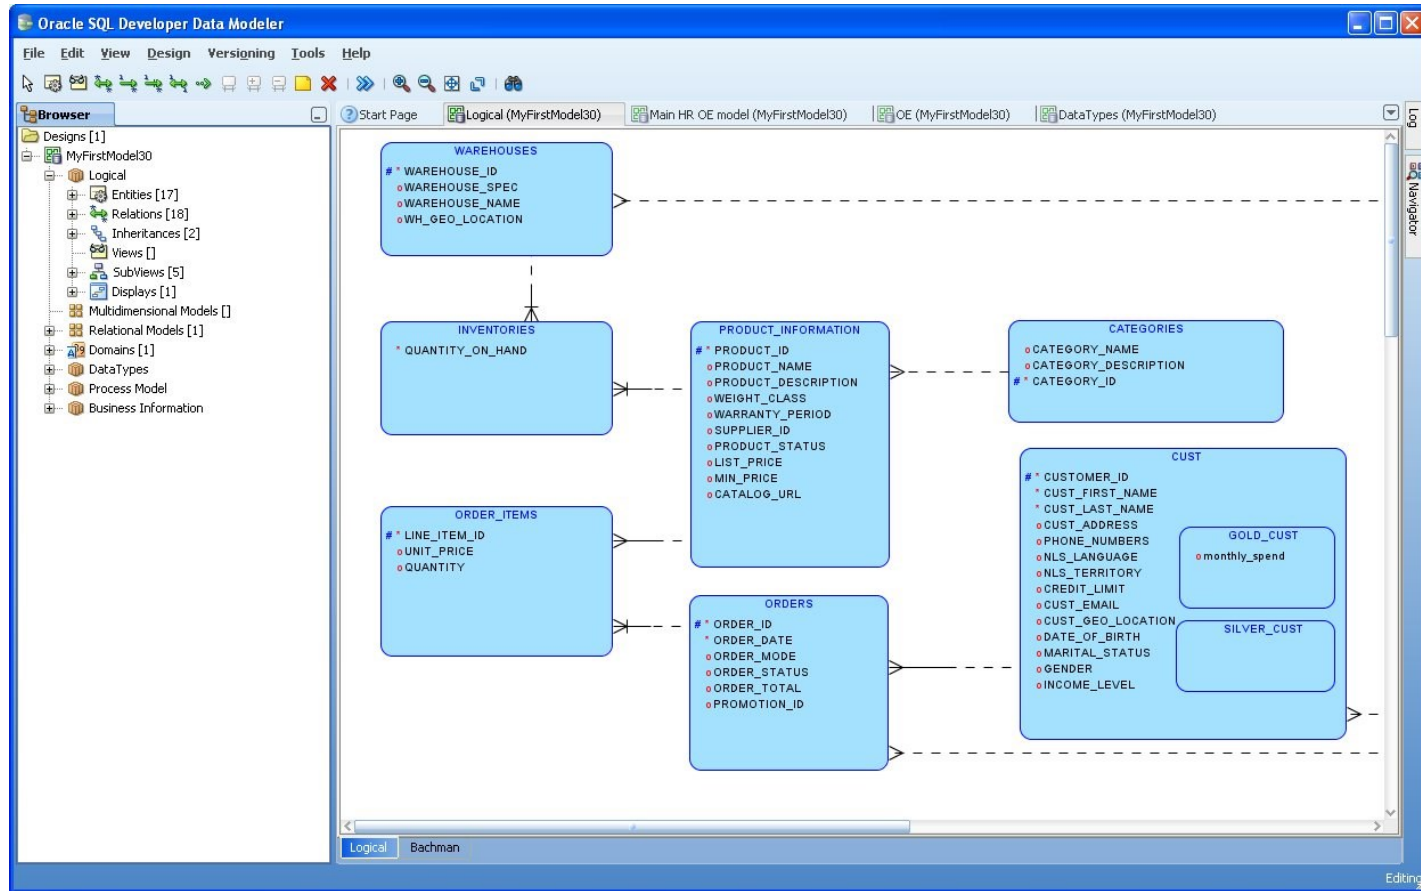 Oracle SQL Developer Data Modeler
File Edit View Design Versioning Tools Help
Browser
Designs [1]
MyFirstModel30
Logical
Entities [17]
Relations [18]
Inheritances [2]
Views []
SubViews [5]
Displays [1]
Multidimensional Models []
Relational Models [1]
Domains [1]
DataTypes
Process Model
Business Information
Start Page Logical (MyFirstModel30) Main HR OE model (MyFirstModel30) OE (MyFirstModel30) DataTypes (MyFirstModel30)
WAREHOUSES
# * WAREHOUSE_ID
o WAREHOUSE_SPEC
o WAREHOUSE_NAME
o WH_GEO_LOCATION
INVENTORIES
* QUANTITY_ON_HAND
PRODUCT_INFORMATION
# * PRODUCT_ID
o PRODUCT_NAME
o PRODUCT_DESCRIPTION
o WEIGHT_CLASS
o WARRANTY_PERIOD
o SUPPLIER_ID
o PRODUCT_STATUS
o LIST_PRICE
o MIN_PRICE
o CATALOG_URL
CATEGORIES
o CATEGORY_NAME
o CATEGORY_DESCRIPTION
# * CATEGORY_ID
ORDER_ITEMS
# * LINE_ITEM_ID
o UNIT_PRICE
o QUANTITY
ORDERS
# * ORDER_ID
* ORDER_DATE
o ORDER_MODE
o ORDER_STATUS
o ORDER_TOTAL
o PROMOTION_ID
CUST
# * CUSTOMER_ID
* CUST_FIRST_NAME
* CUST_LAST_NAME
o CUST_ADDRESS
o PHONE_NUMBERS
o NLS_LANGUAGE
o NLS_TERRITORY
o CREDIT_LIMIT
o CUST_EMAIL
o CUST_GEO_LOCATION
o DATE_OF_BIRTH
o MARITAL_STATUS
o GENDER
o INCOME_LEVEL
GOLD_CUST
o monthly_spend
SILVER_CUST
Log
Navigator
Logical Bachman
Editing